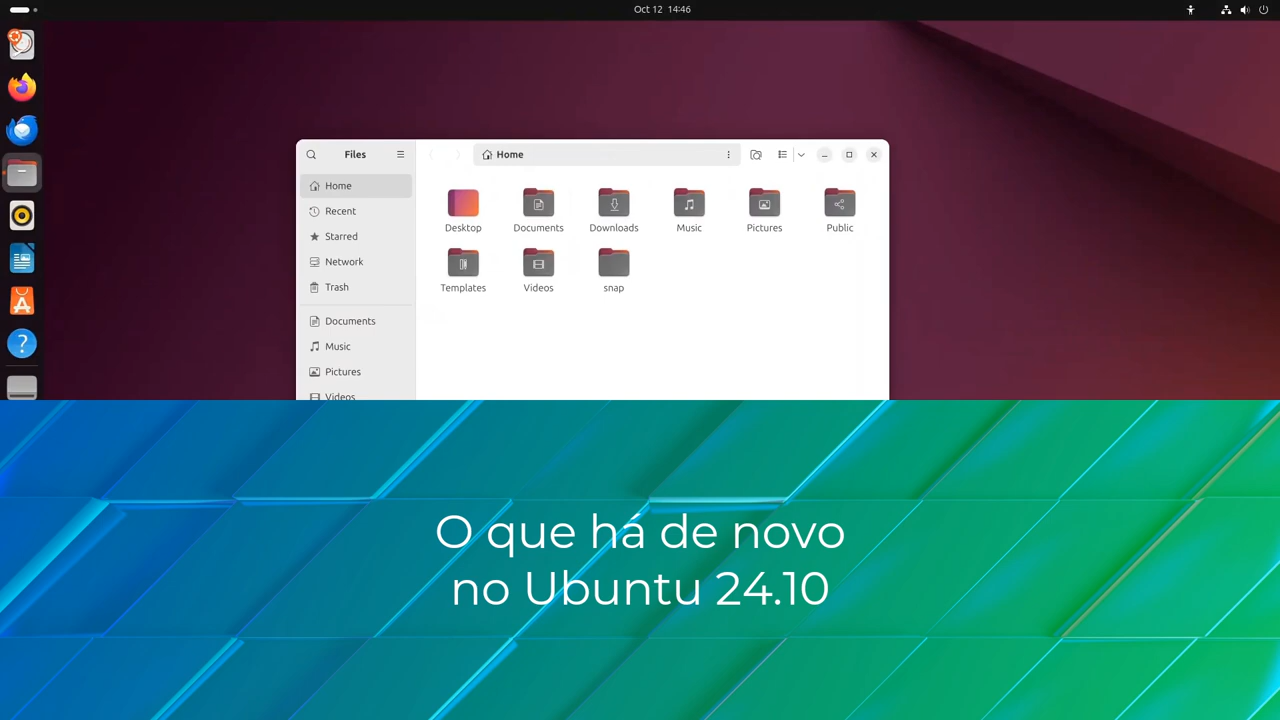 Oct 12 14:46
Files
Home
Home
Recent
Starred
Network
Trash
Documents
Music
Pictures
Videos
Desktop
Documents
Downloads
Music
Pictures
Public
Templates
Videos
snap
O que há de novo
no Ubuntu 24.10